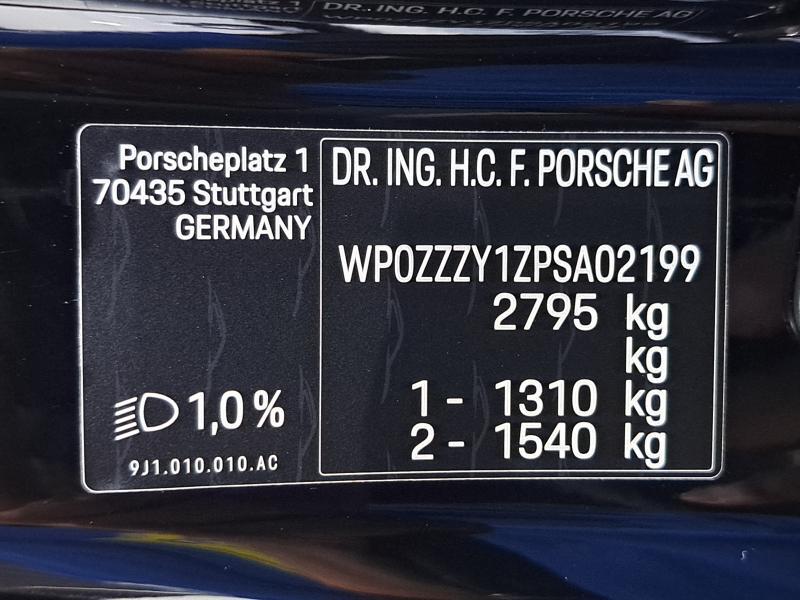 DR. ING. H.C. F. PORSCHE AG
Porscheplatz 1
70435 Stuttgart
GERMANY
1,0 %
9J1.010.010.AC
DR. ING. H.C. F. PORSCHE AG
WP0ZZZY1ZPSA02199
2795 kg
kg
1 - 1310 kg
2 - 1540 kg